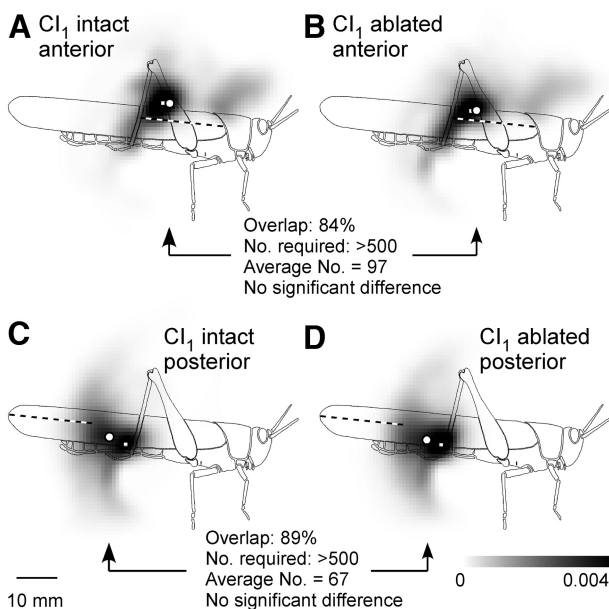 A CI1 intact
anterior
B CI1 ablated
anterior
Overlap: 84%
No. required: >500
Average No. = 97
No significant difference
C CI1 intact
posterior
D CI1 ablated
posterior
Overlap: 89%
No. required: >500
Average No. = 67
No significant difference
10 mm
0 0.004